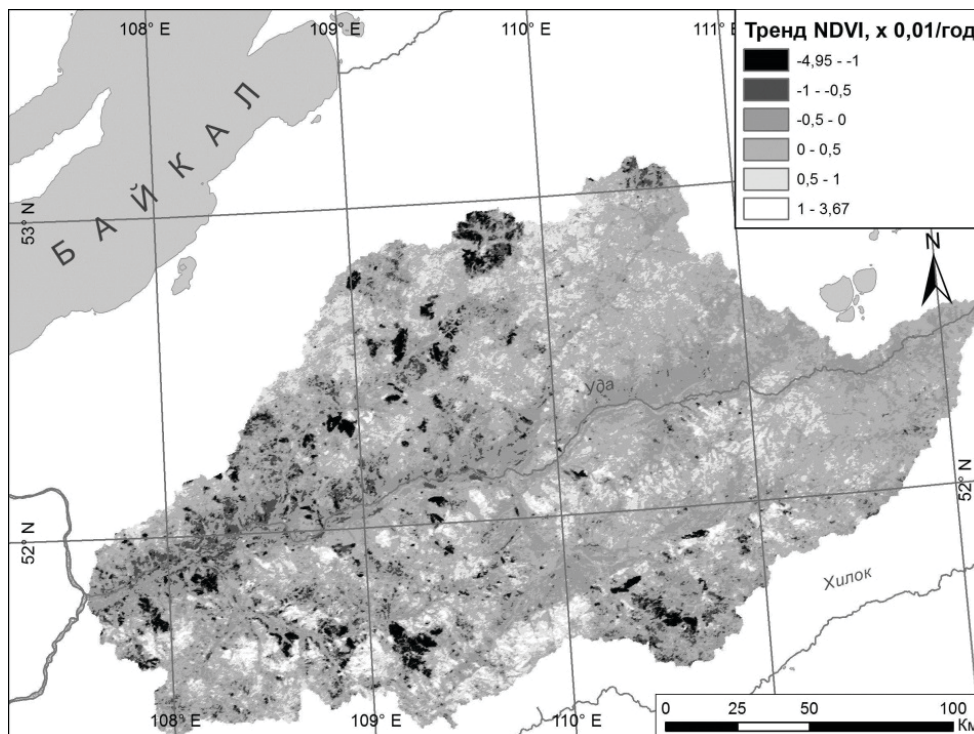 108° E
109° E
110° E
111°
Тренд NDVI, x 0,01/год
-4,95 - -1
-1 - -0,5
-0,5 - 0
0 - 0,5
0,5 - 1
1 - 3,67
БАЙКАЛ
53° N
N
Уда
52° N
52° N
Хилок
108° E
109° E
110° E
0 25 50 100
Км